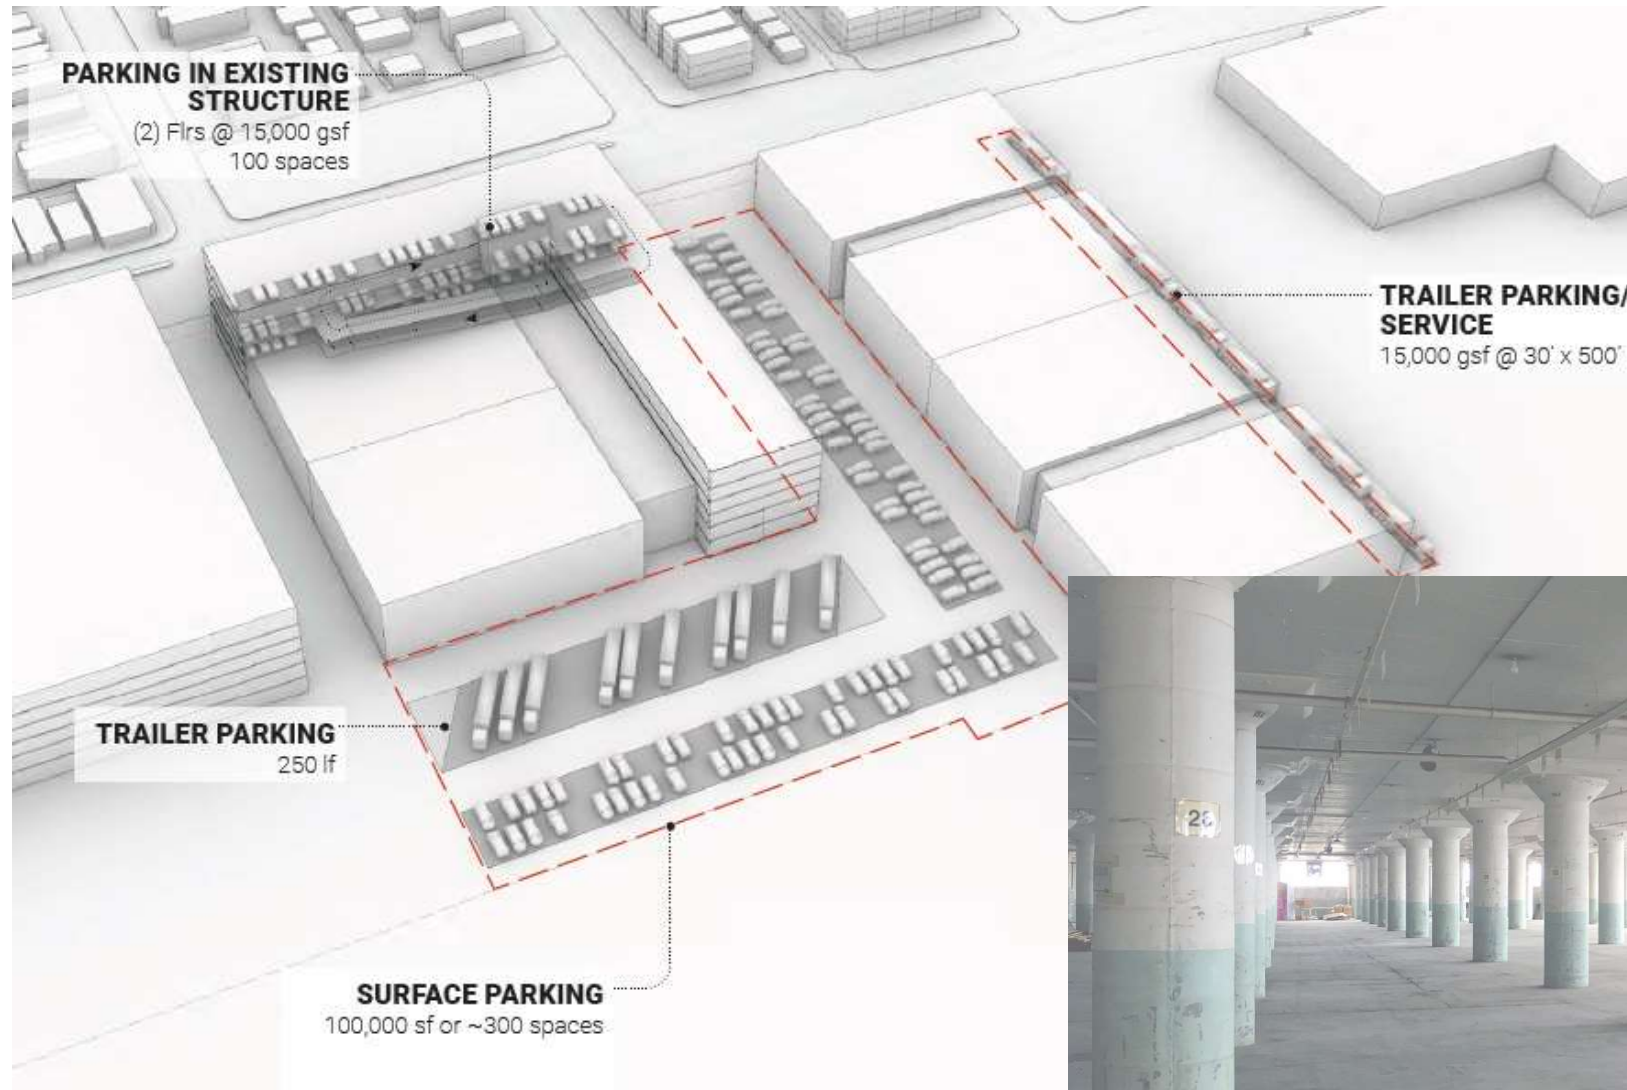 PARKING IN EXISTING
STRUCTURE
(2) Flrs @ 15,000 gsf
100 spaces
TRAILER PARKING/
SERVICE
15,000 gsf @ 30' x 500'
TRAILER PARKING
250 lf
28
SURFACE PARKING
100,000 sf or ~300 spaces